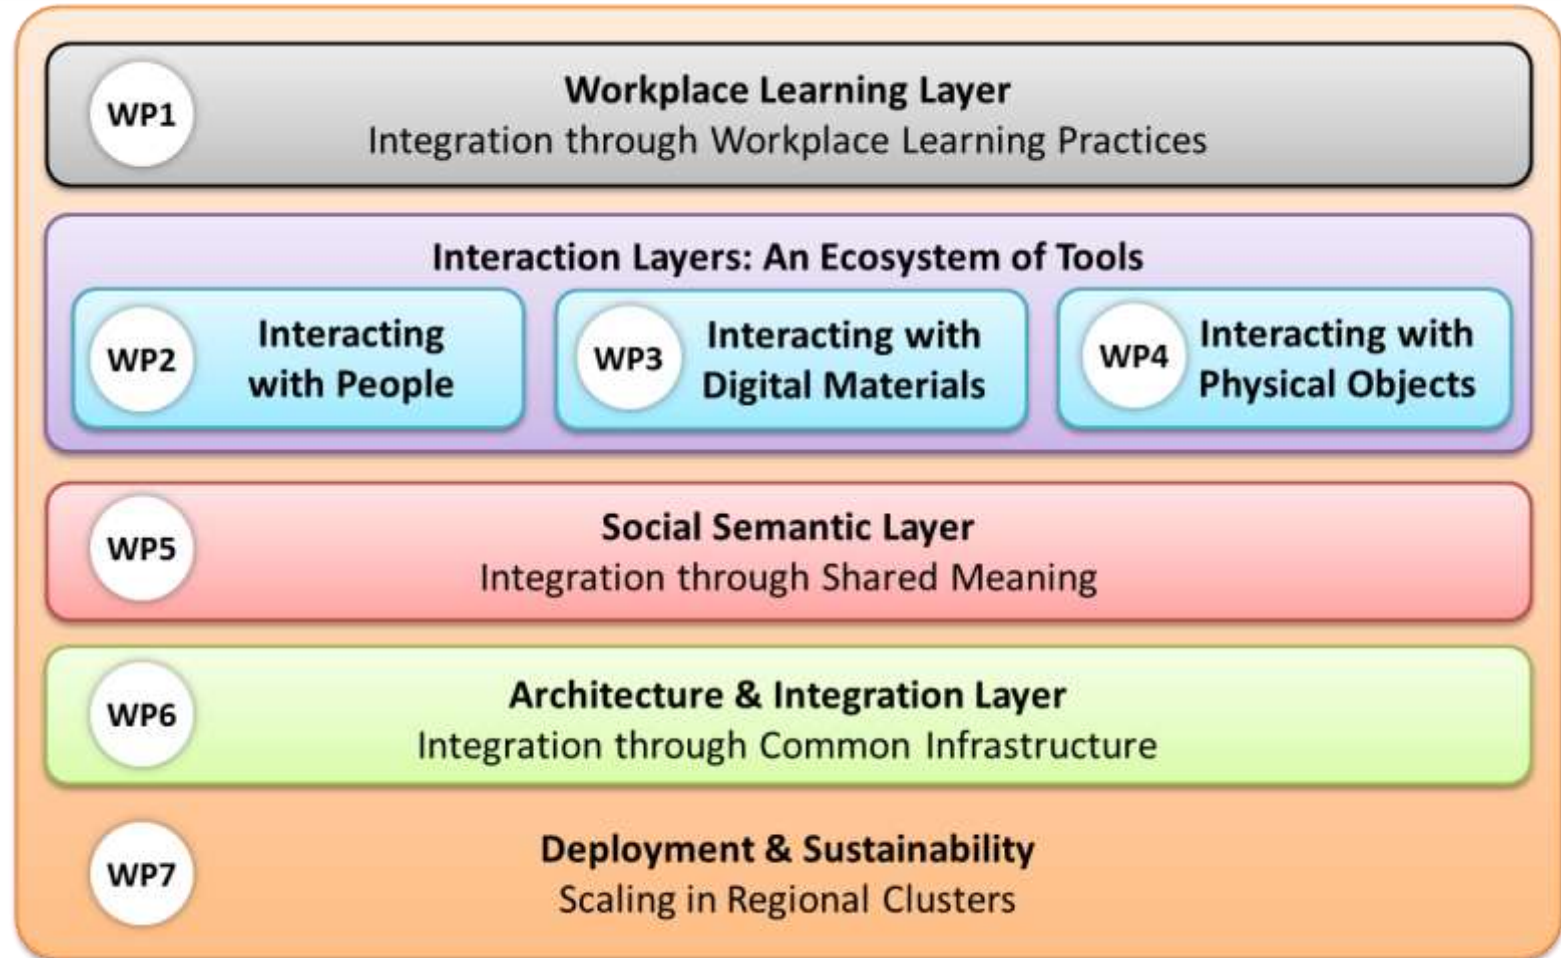 WP1
Workplace Learning Layer
Integration through Workplace Learning Practices
Interaction Layers: An Ecosystem of Tools
WP2
Interacting
with People
WP3
Interacting with
Digital Materials
WP4
Interacting with
Physical Objects
WP5
Social Semantic Layer
Integration through Shared Meaning
WP6
Architecture & Integration Layer
Integration through Common Infrastructure
WP7
Deployment & Sustainability
Scaling in Regional Clusters